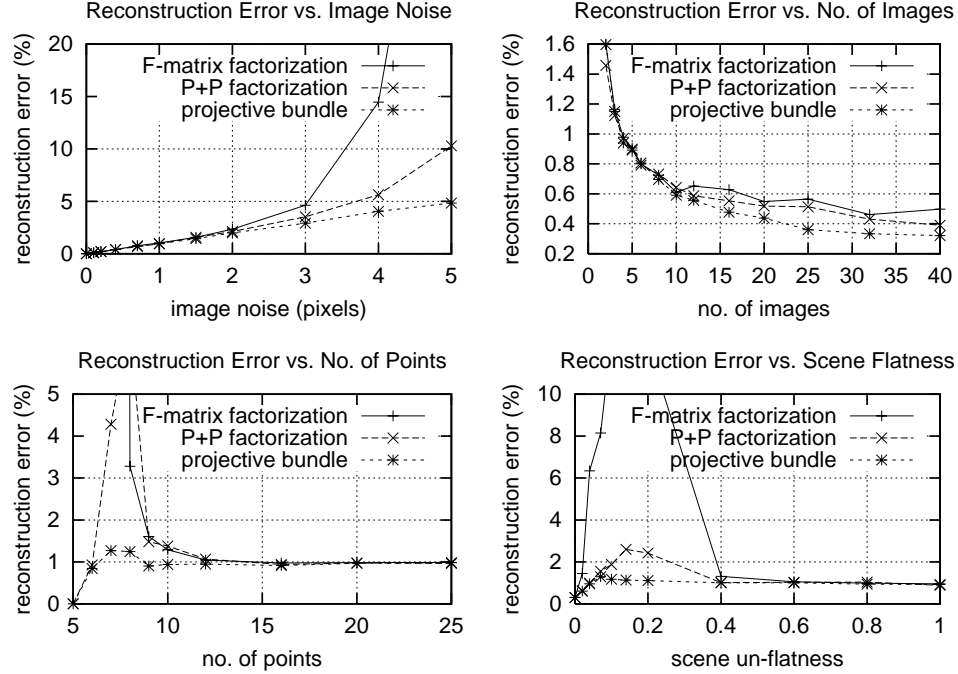 Reconstruction Error vs. Image Noise
reconstruction error (%)
20
15
10
5
0
F-matrix factorization
P+P factorization
projective bundle
0 1 2 3 4 5
image noise (pixels)
Reconstruction Error vs. No. of Images
reconstruction error (%)
1.6
1.4
1.2
1
0.8
0.6
0.4
0.2
F-matrix factorization
P+P factorization
projective bundle
0 5 10 15 20 25 30 35 40
no. of images
Reconstruction Error vs. No. of Points
reconstruction error (%)
5
4
3
2
1
0
F-matrix factorization
P+P factorization
projective bundle
5 10 15 20 25
no. of points
Reconstruction Error vs. Scene Flatness
reconstruction error (%)
10
8
6
4
2
0
F-matrix factorization
P+P factorization
projective bundle
0 0.2 0.4 0.6 0.8 1
scene un-flatness